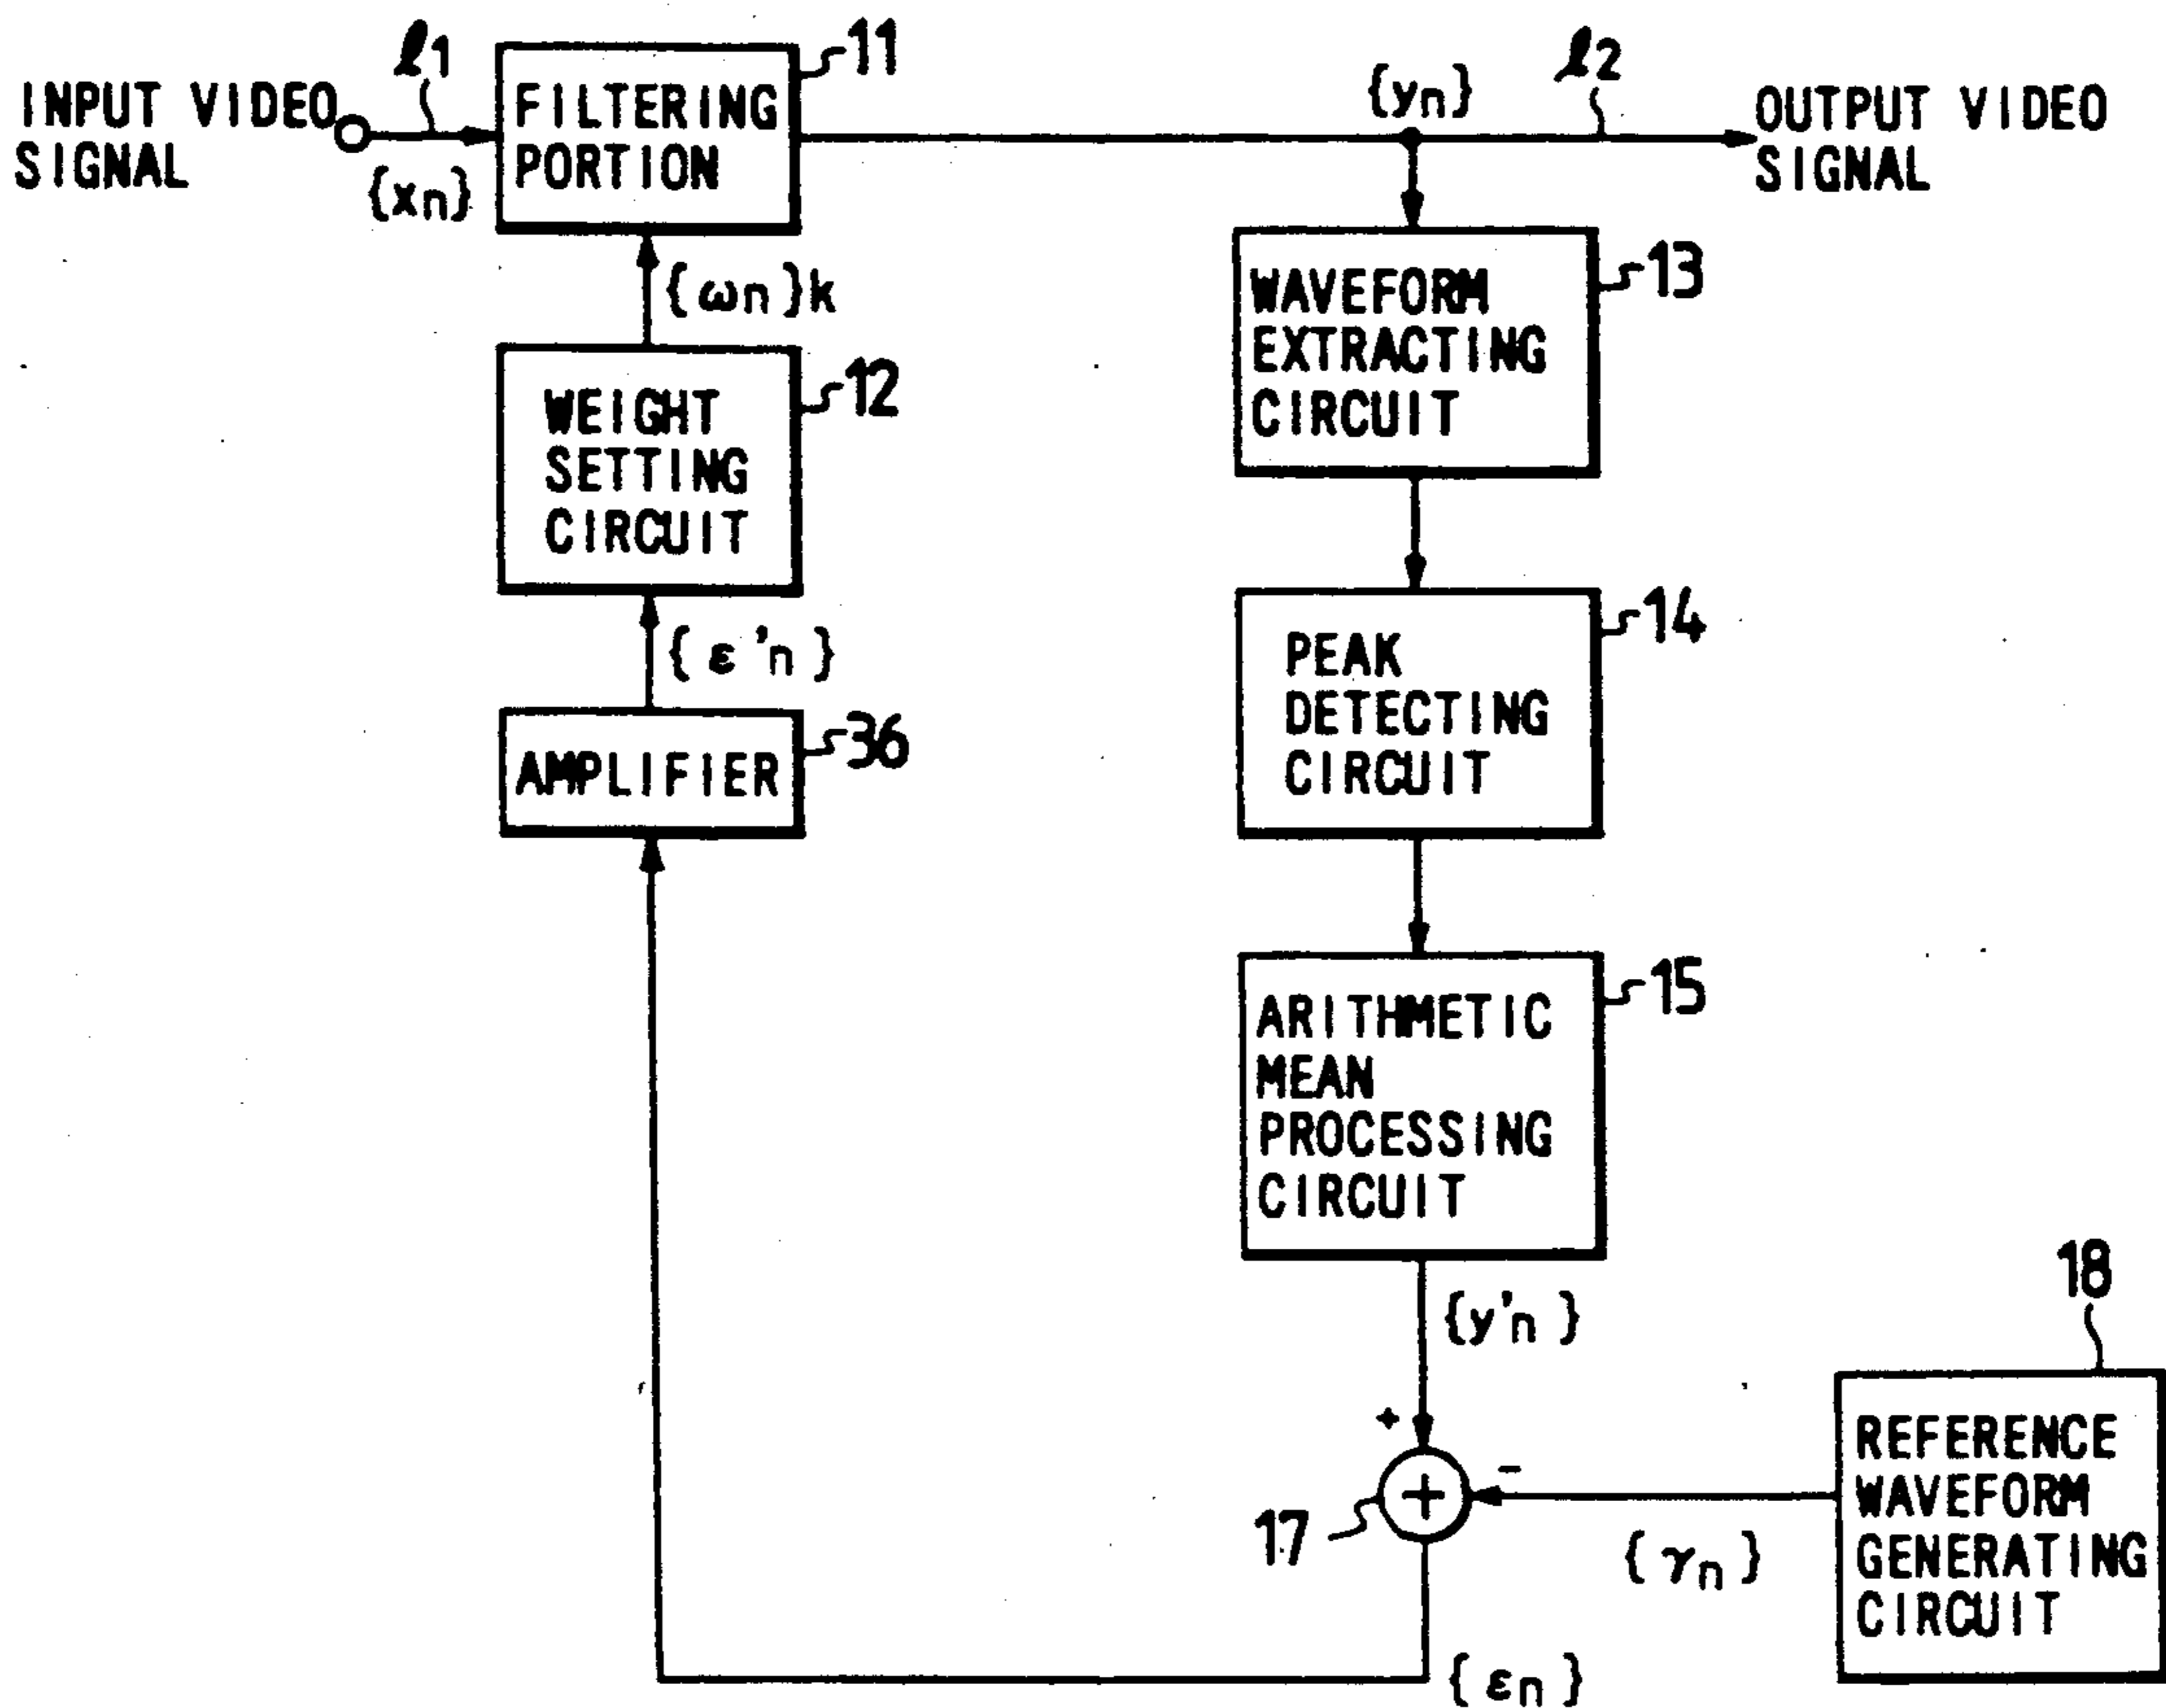 INPUT VIDEO
SIGNAL
ℓ1
{xn}
FILTERING
PORTION
11
{yn}
ℓ2
OUTPUT VIDEO
SIGNAL
{ωn}k
WEIGHT
SETTING
CIRCUIT
12
{ε'n}
AMPLIFIER
36
WAVEFORM
EXTRACTING
CIRCUIT
13
PEAK
DETECTING
CIRCUIT
14
ARITHMETIC
MEAN
PROCESSING
CIRCUIT
15
{y'n}
+
-
+
17
{γn}
18
REFERENCE
WAVEFORM
GENERATING
CIRCUIT
{εn}